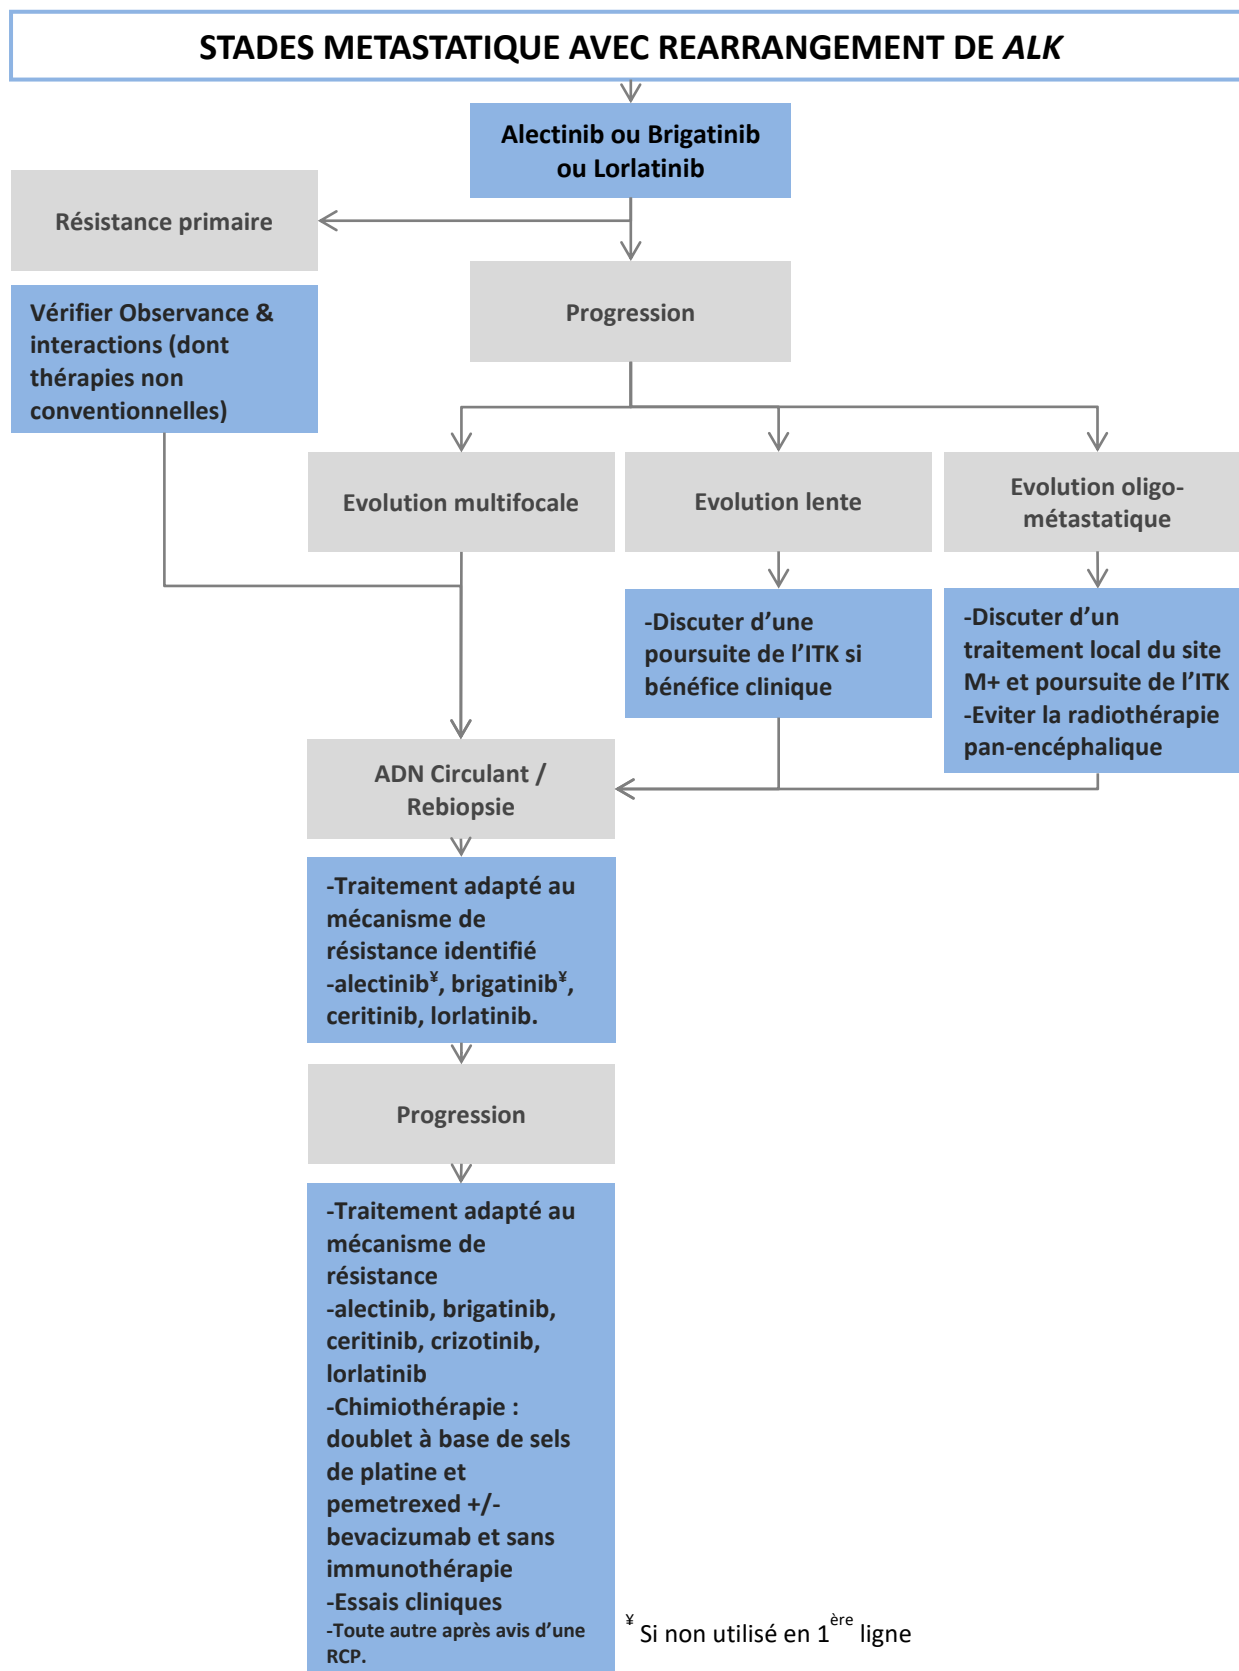 STADES METASTATIQUE AVEC REARRANGEMENT DE ALK
Alectinib ou Brigatinib
ou Lorlatinib
Résistance primaire
Progression
Vérifier Observance &
interactions (dont
thérapies non
conventionnelles)
Evolution multifocale
Evolution lente
Evolution oligo-
métastatique
-Discuter d’une
poursuite de l’ITK si
bénéfice clinique
-Discuter d’un
traitement local du site
M+ et poursuite de l’ITK
-Eviter la radiothérapie
pan-encéphalique
ADN Circulant /
Rebiopsie
-Traitement adapté au
mécanisme de
résistance identifié
-alectinib¥, brigatinib¥,
ceritinib, lorlatinib.
Progression
-Traitement adapté au
mécanisme de
résistance
-alectinib, brigatinib,
ceritinib, crizotinib,
lorlatinib
-Chimiothérapie :
doublet à base de sels
de platine et
pemetrexed +/-
bevacizumab et sans
immunothérapie
-Essais cliniques
-Toute autre après avis d’une
RCP.
¥ Si non utilisé en 1ère ligne